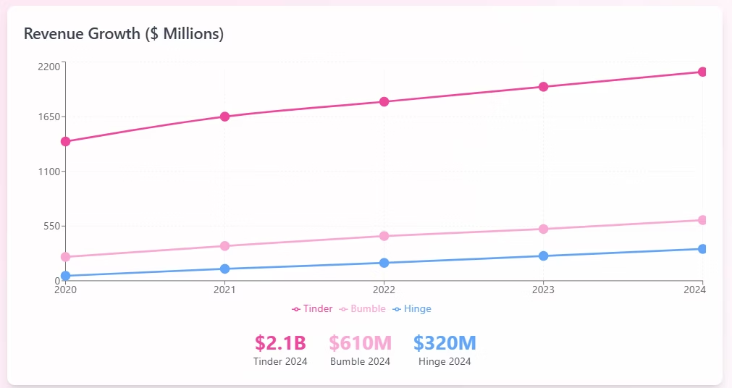 Revenue Growth ($ Millions)
2200
1650
1100
550
0
2020 2021 2022 2023 2024
Tinder Bumble Hinge
$2.1B $610M $320M
Tinder 2024 Bumble 2024 Hinge 2024